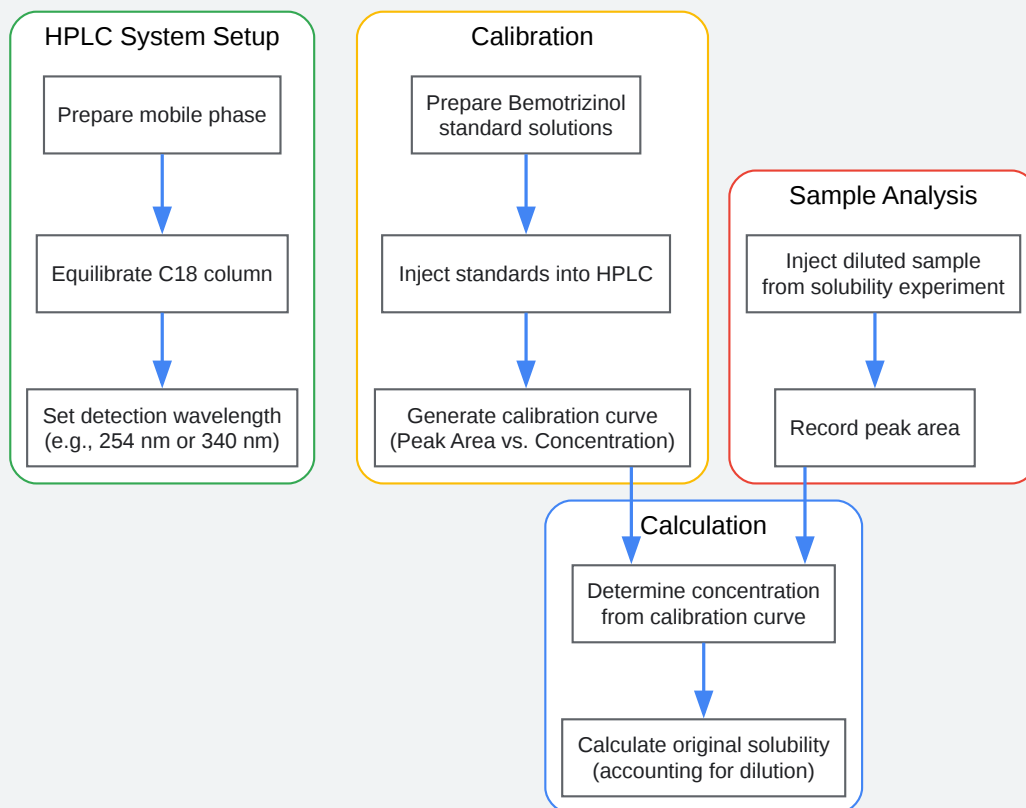 HPLC System Setup
Prepare mobile phase
Equilibrate C18 column
Set detection wavelength
(e.g., 254 nm or 340 nm)
Calibration
Prepare Bemotrizinol
standard solutions
Inject standards into HPLC
Generate calibration curve
(Peak Area vs. Concentration)
Sample Analysis
Inject diluted sample
from solubility experiment
Record peak area
Calculation
Determine concentration
from calibration curve
Calculate original solubility
(accounting for dilution)